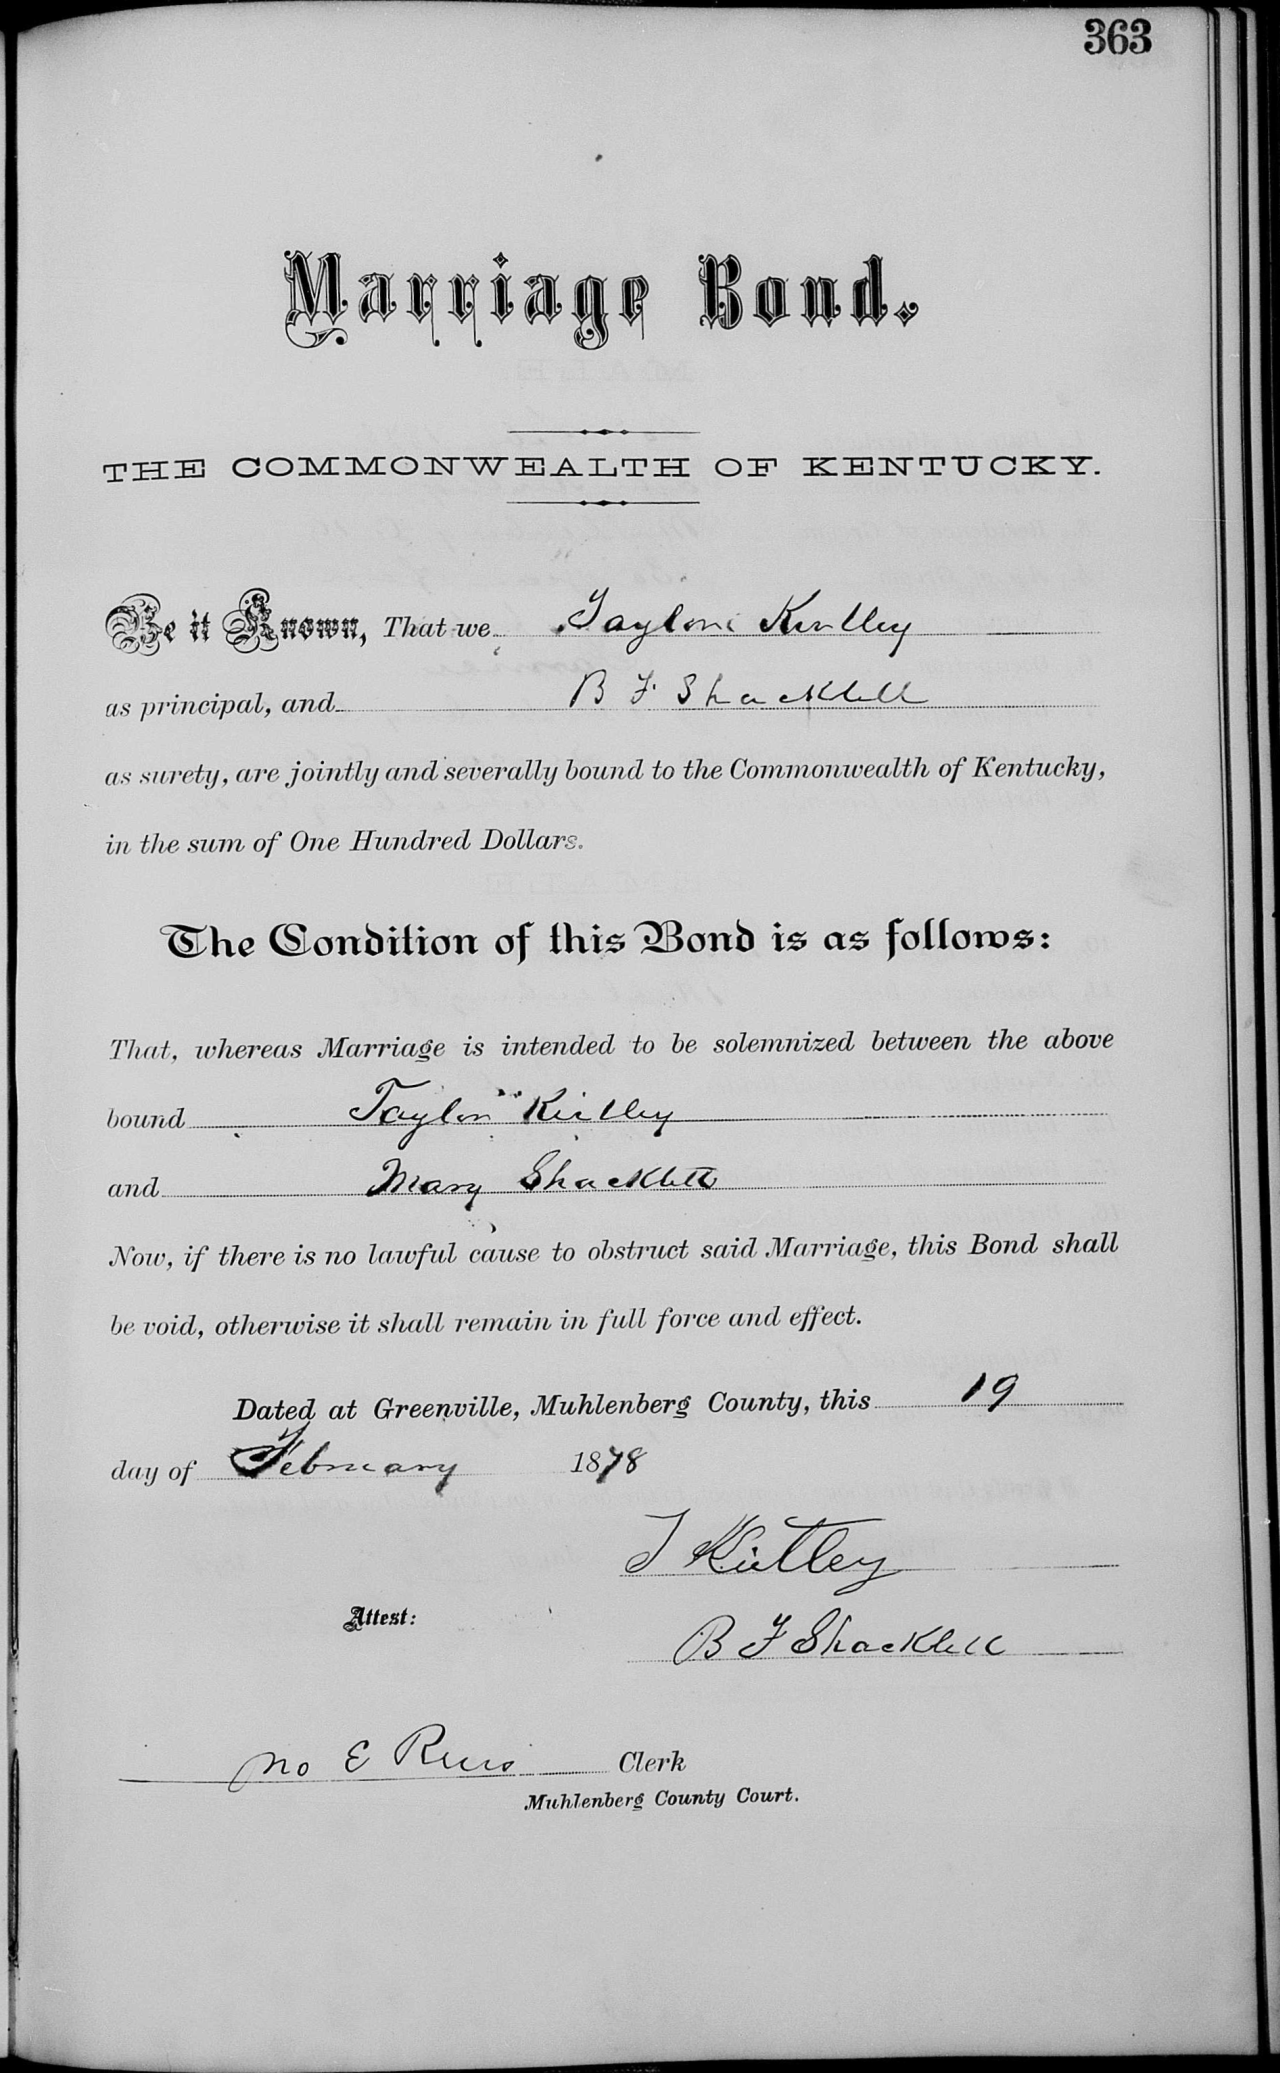 363
Marriage Bond.
THE COMMONWEALTH OF KENTUCKY.
Be it Known, That we Taylor Kirtley
as principal, and B F Shacklett
as surety, are jointly and severally bound to the Commonwealth of Kentucky,
in the sum of One Hundred Dollars.
The Condition of this Bond is as follows:
That, whereas Marriage is intended to be solemnized between the above
bound Taylor Kirtley
and Mary Shacklett
Now, if there is no lawful cause to obstruct said Marriage, this Bond shall
be void, otherwise it shall remain in full force and effect.
Dated at Greenville, Muhlenberg County, this 19
day of February 1878
T Kirtley
Attest:
B F Shacklett
E Clerk
Muhlenberg County Court.